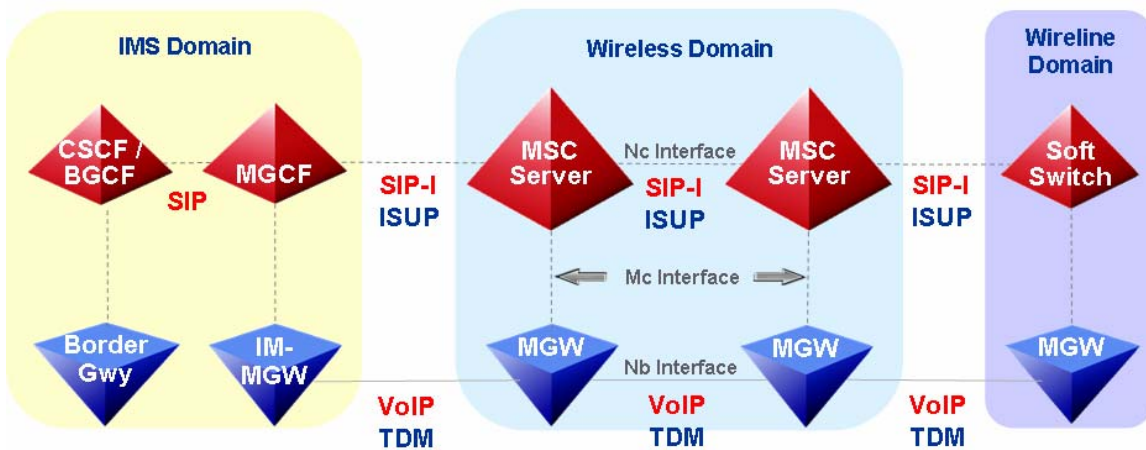 IMS Domain
Wireless Domain
Wireline
Domain
CSCF /
BGCF
SIP
MGCF
SIP-I
ISUP
MSC
Server
Nc Interface
SIP-I
ISUP
MSC
Server
SIP-I
ISUP
Soft
Switch
Mc Interface
Border
Gwy
IM-
MGW
VoIP
TDM
MGW
Nb Interface
VoIP
TDM
MGW
VoIP
TDM
MGW